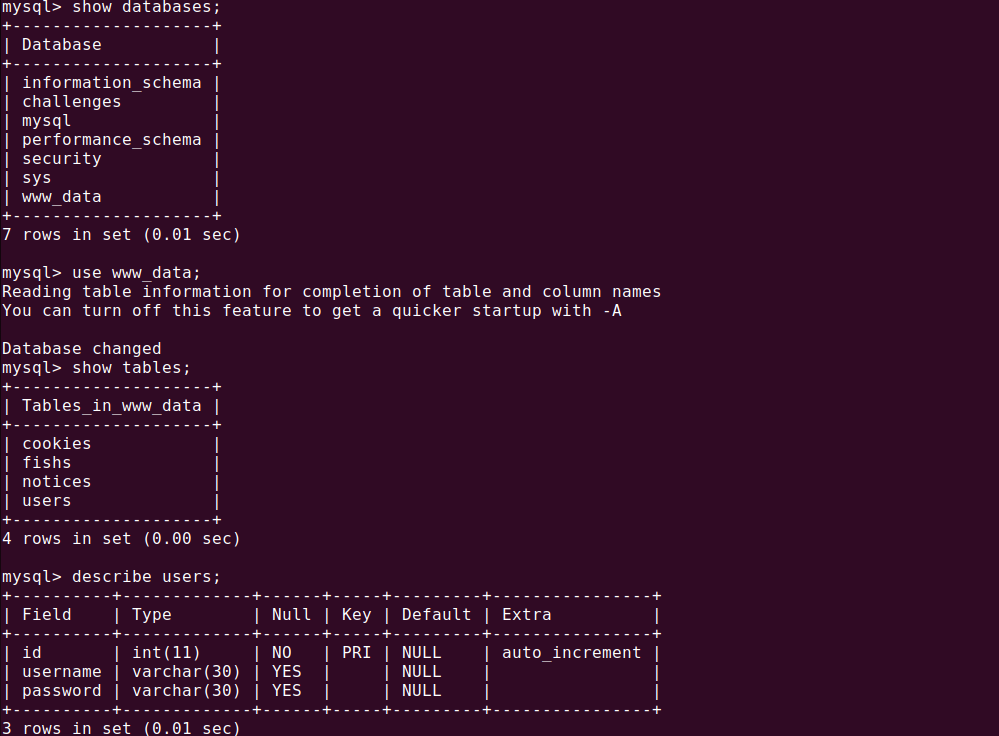 mysql> show databases;
+--------------------+
| Database           |
+--------------------+
| information_schema |
| challenges         |
| mysql              |
| performance_schema |
| security           |
| sys                |
| www_data           |
+--------------------+
7 rows in set (0.01 sec)

mysql> use www_data;
Reading table information for completion of table and column names
You can turn off this feature to get a quicker startup with -A

Database changed
mysql> show tables;
+--------------------+
| Tables_in_www_data |
+--------------------+
| cookies            |
| fishs              |
| notices            |
| users              |
+--------------------+
4 rows in set (0.00 sec)

mysql> describe users;
+----------+-------------+------+-----+---------+----------------+
| Field    | Type        | Null | Key | Default | Extra          |
+----------+-------------+------+-----+---------+----------------+
| id       | int(11)     | NO   | PRI | NULL    | auto_increment |
| username | varchar(30) | YES  |     | NULL    |                |
| password | varchar(30) | YES  |     | NULL    |                |
+----------+-------------+------+-----+---------+----------------+
3 rows in set (0.01 sec)